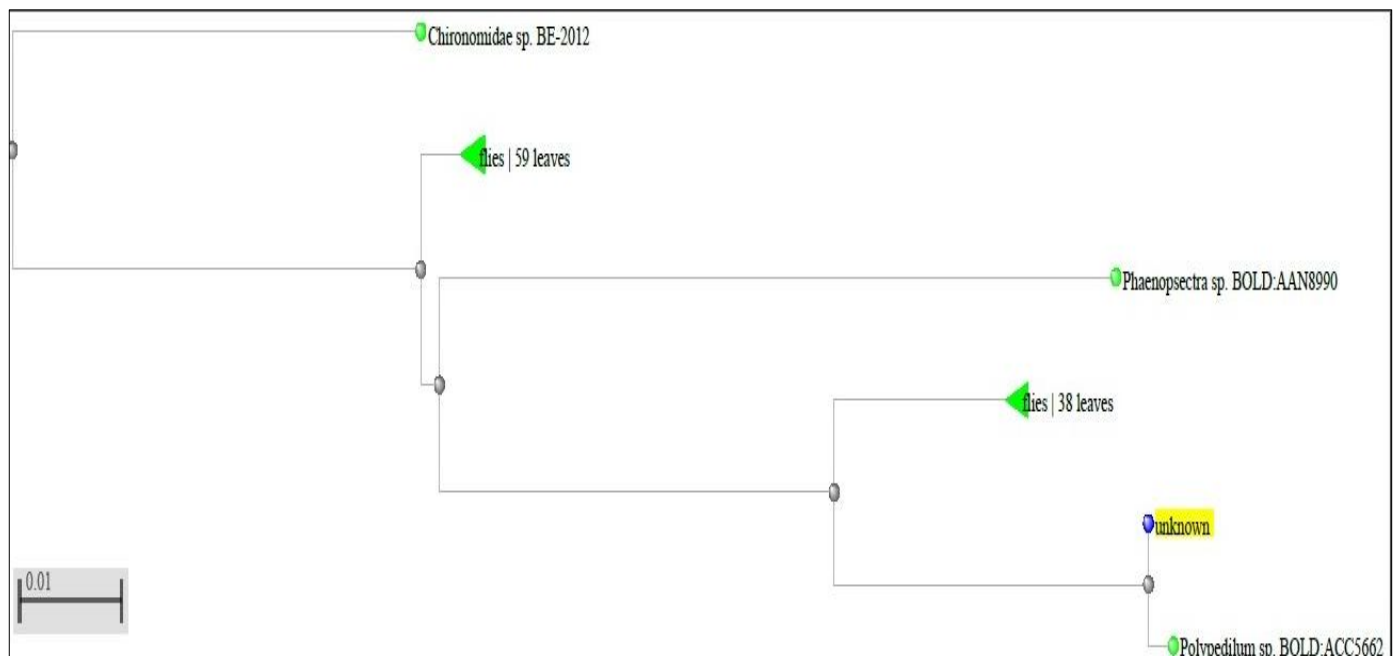 Chironomidae sp. BE-2012
flies | 59 leaves
Phaenopsectra sp. BOLD:AAN8990
flies | 38 leaves
unknown
0.01
Polypedilum sp. BOLD:ACC5662